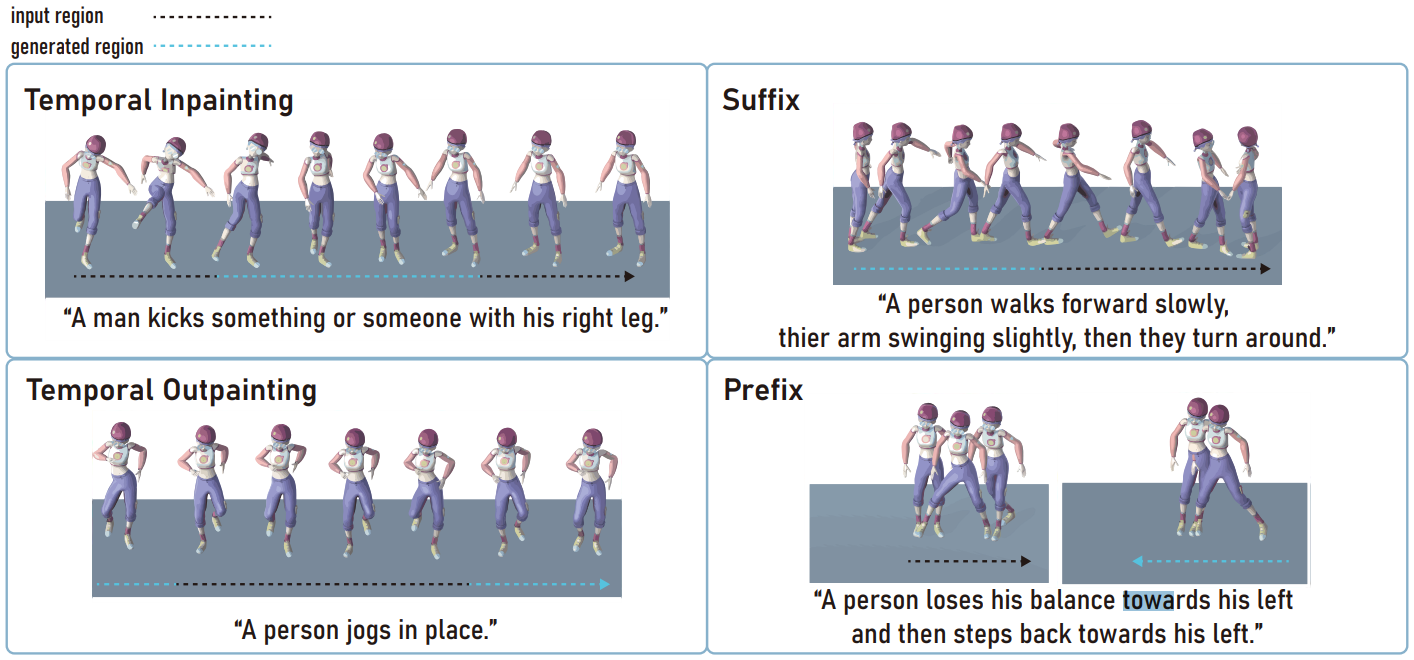 input region
generated region
Temporal Inpainting
"A man kicks something or someone with his right leg."
Suffix
"A person walks forward slowly,
thier arm swinging slightly, then they turn around."
Temporal Outpainting
"A person jogs in place."
Prefix
"A person loses his balance towards his left
and then steps back towards his left."